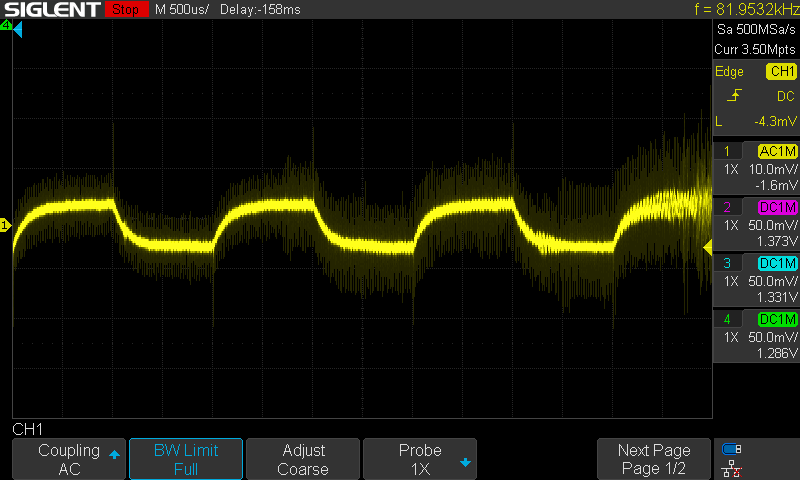 SIGLENT Stop M 500us/ Delay:-158ms f = 81.9532kHz
Sa 500MSa/s
Curr 3.50Mpts
Edge CH1
DC
L -4.3mV
1 AC1M
1X 10.0mV/
-1.6mV
2 DC1M
1X 50.0mV/
1.373V
3 DC1M
1X 50.0mV/
1.331V
4 DC1M
1X 50.0mV/
1.286V
4
1
CH1
Coupling
AC
BW Limit
Full
Adjust
Coarse
Probe
1X
Next Page
Page 1/2